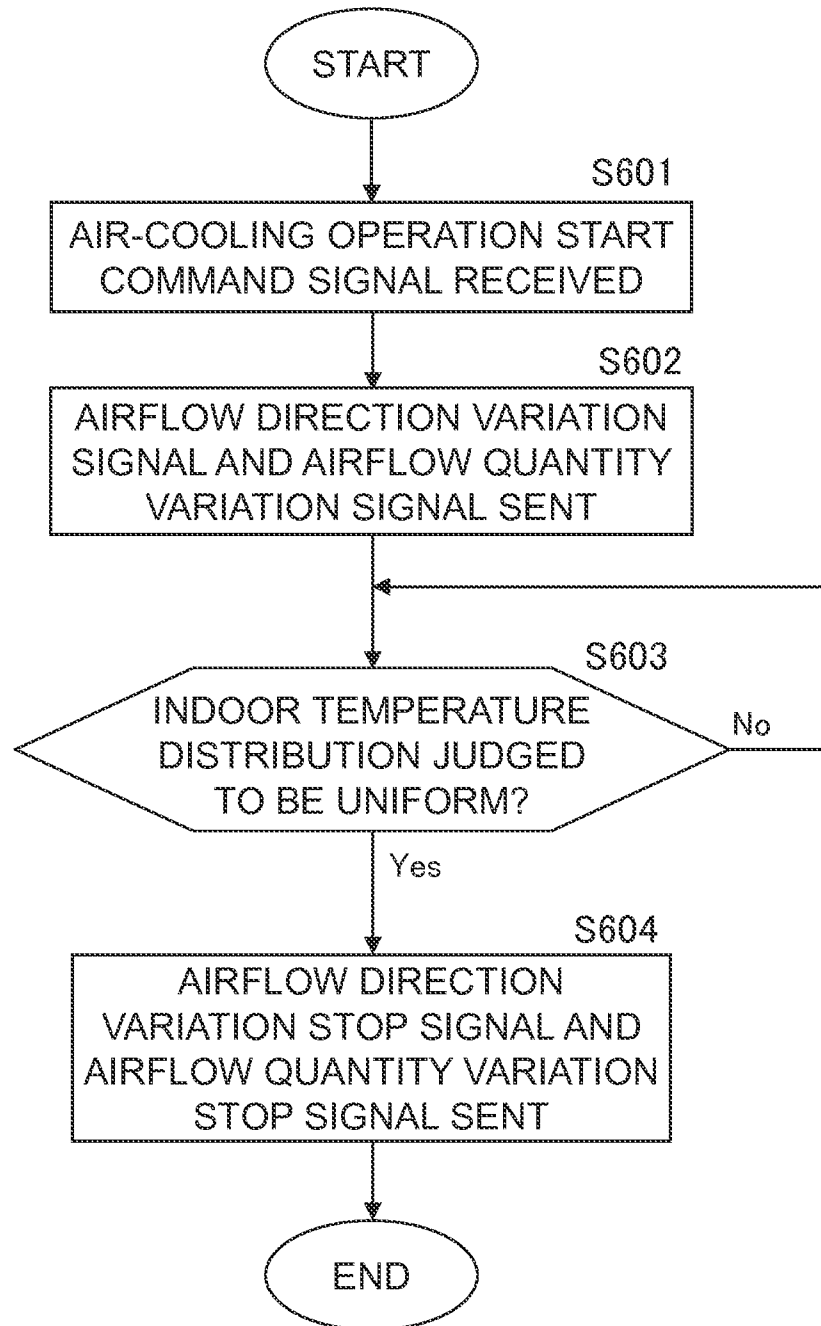 START
S601
AIR-COOLING OPERATION START
COMMAND SIGNAL RECEIVED
S602
AIRFLOW DIRECTION VARIATION
SIGNAL AND AIRFLOW QUANTITY
VARIATION SIGNAL SENT
S603
INDOOR TEMPERATURE
DISTRIBUTION JUDGED
TO BE UNIFORM?
No
Yes
S604
AIRFLOW DIRECTION
VARIATION STOP SIGNAL AND
AIRFLOW QUANTITY VARIATION
STOP SIGNAL SENT
END